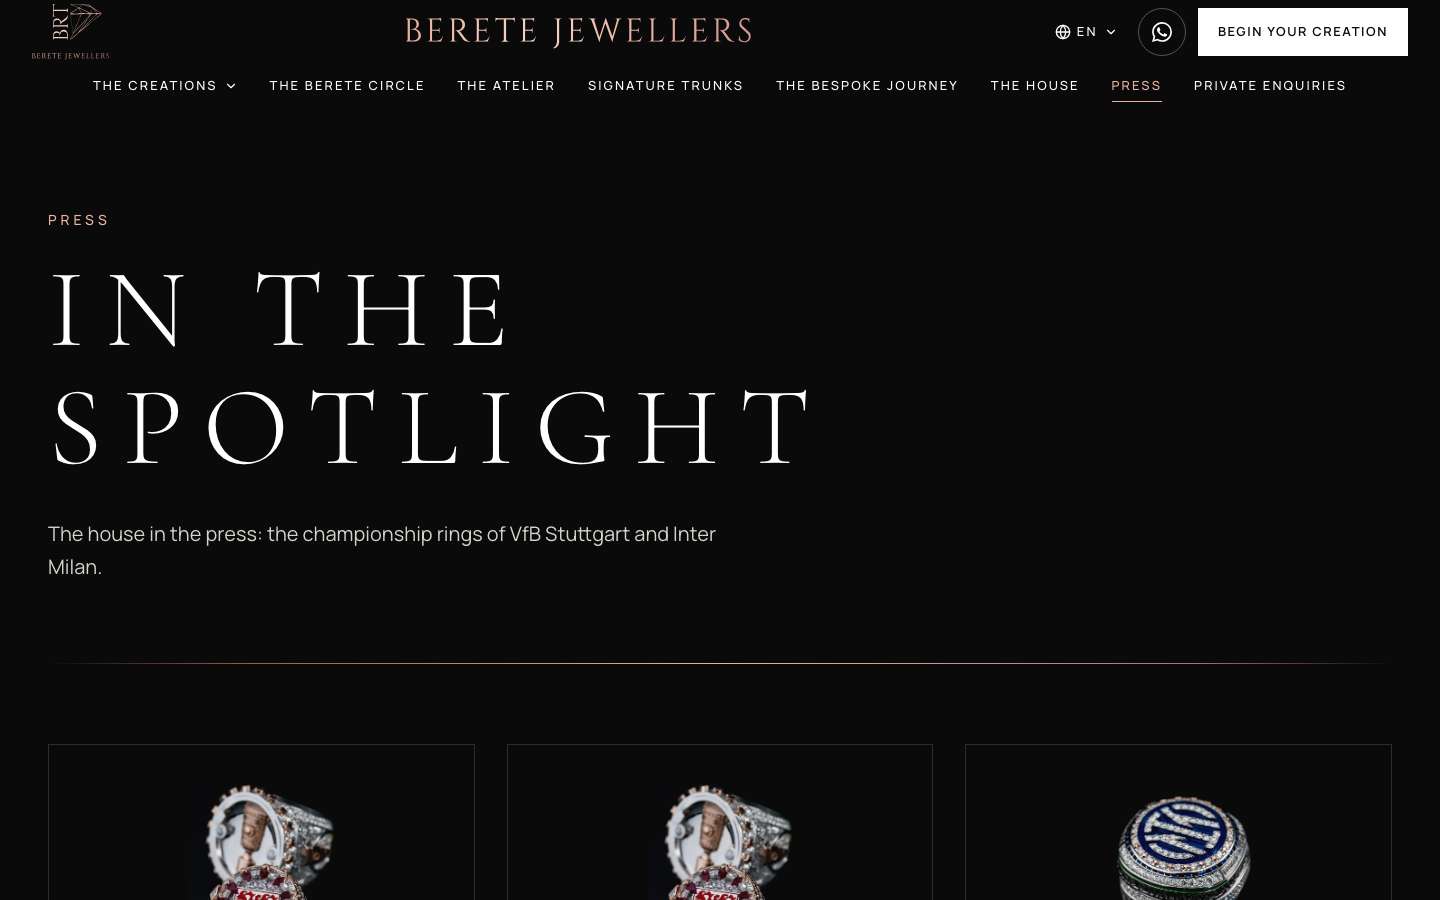 BRT
BERETE JEWELLERS
BERETE JEWELLERS
EN
BEGIN YOUR CREATION
THE CREATIONS
THE BERETE CIRCLE
THE ATELIER
SIGNATURE TRUNKS
THE BESPOKE JOURNEY
THE HOUSE
PRESS
PRIVATE ENQUIRIES
PRESS
IN THE
SPOTLIGHT
The house in the press: the championship rings of VfB Stuttgart and Inter
Milan.